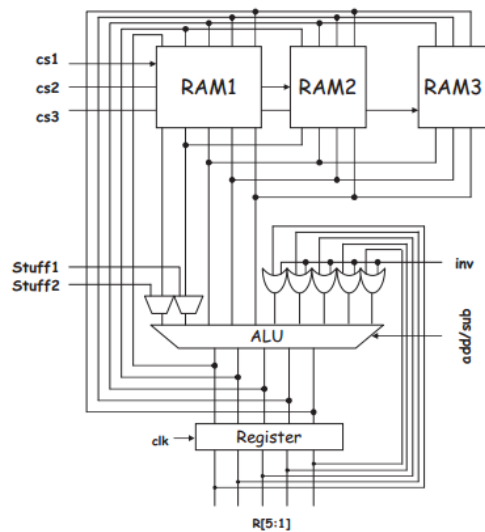 cs1
RAM1
RAM2
RAM3
cs2
cs3
Stuff1
Stuff2
inv
ALU
add/sub
clk
Register
R[5:1]